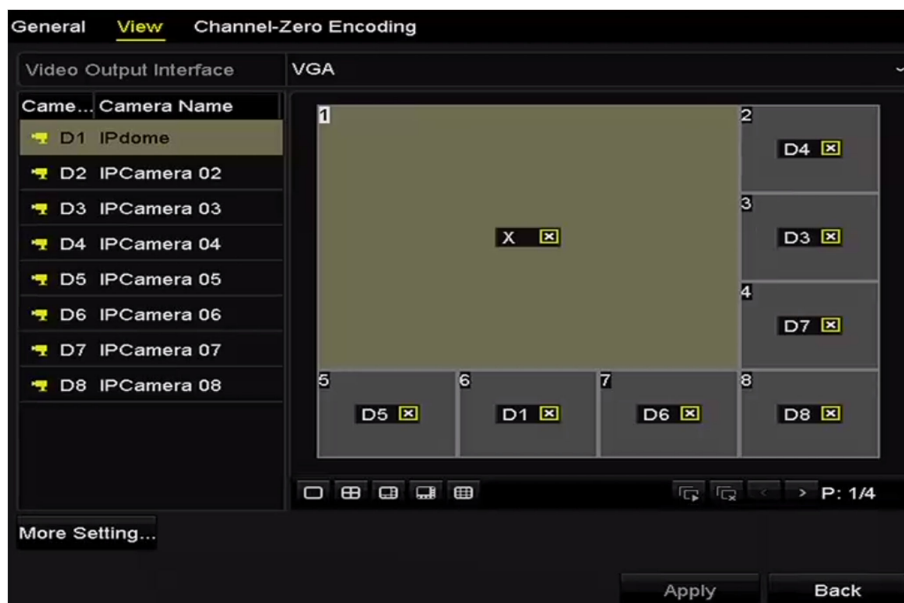 General View Channel-Zero Encoding
Video Output Interface VGA
Came... Camera Name
D1 IPdome
D2 IPCamera 02
D3 IPCamera 03
D4 IPCamera 04
D5 IPCamera 05
D6 IPCamera 06
D7 IPCamera 07
D8 IPCamera 08
1
X
2
D4
3
D3
4
D7
5
D5
6
D1
7
D6
8
D8
P: 1/4
More Setting...
Apply Back